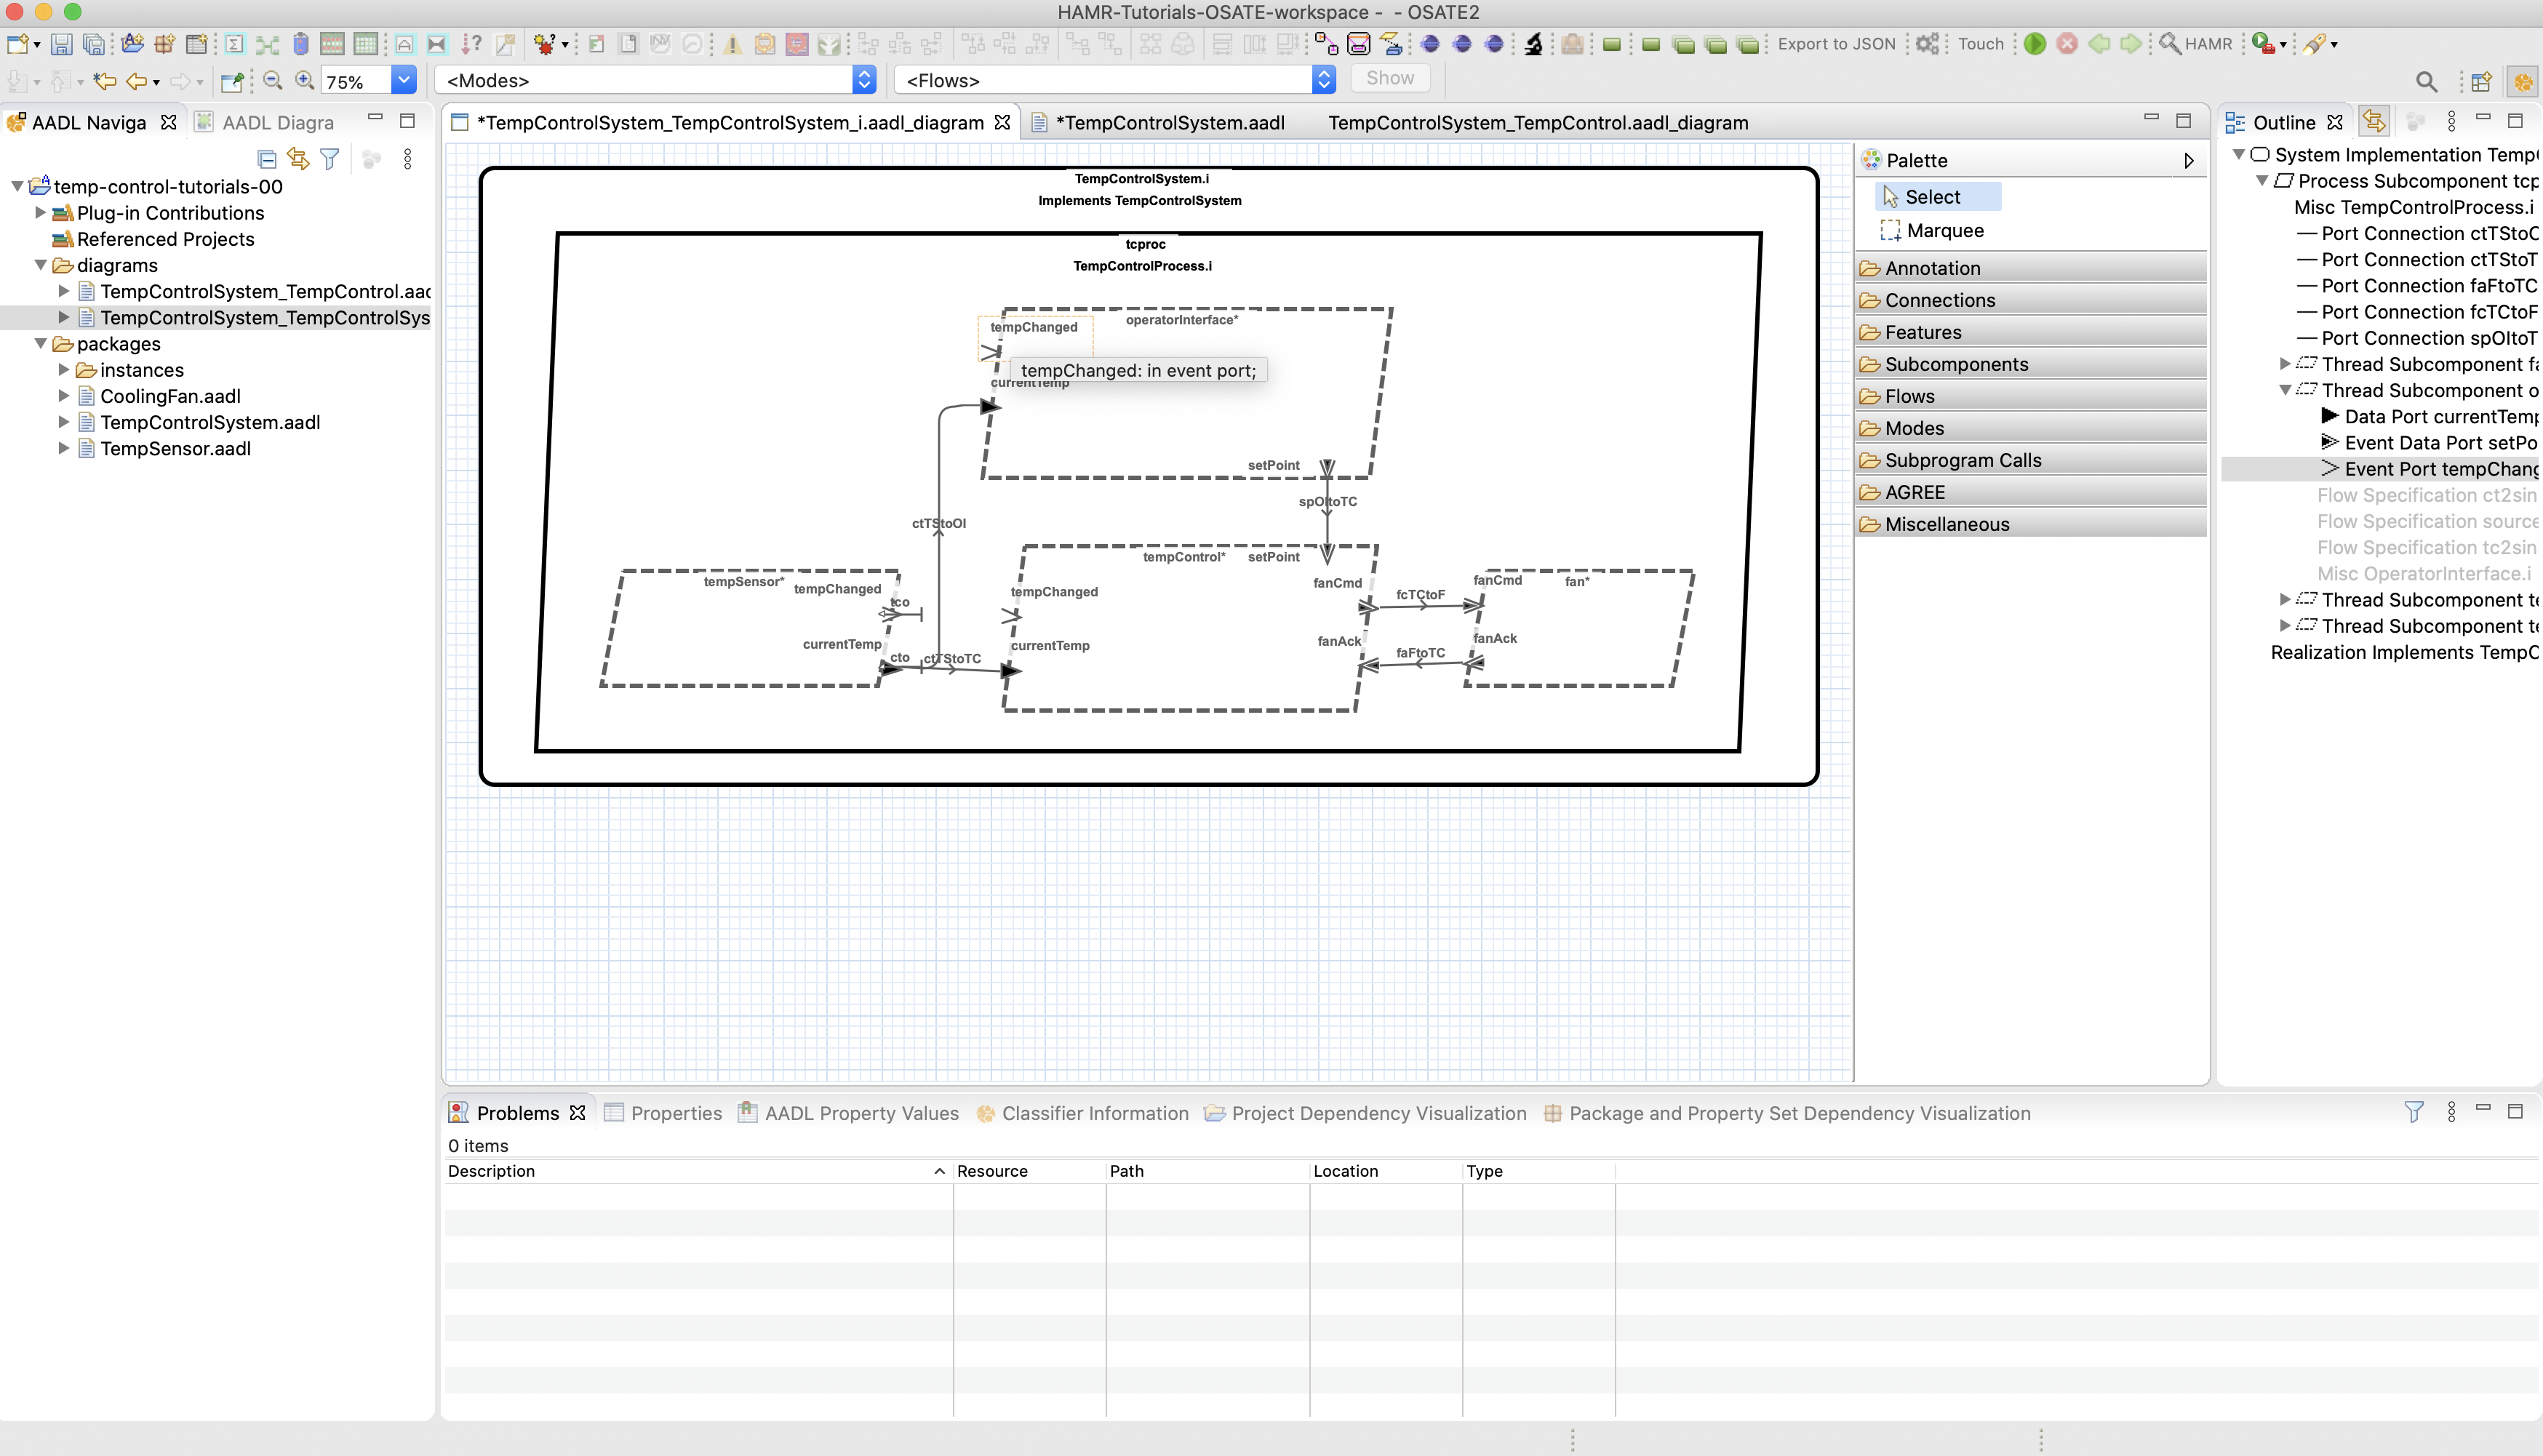 HAMR-Tutorials-OSATE-workspace - - OSATE2
Export to JSON
Touch
HAMR
75%
<Modes>
<Flows>
Show
AADL Naviga
AADL Diagra
temp-control-tutorials-00
Plug-in Contributions
Referenced Projects
diagrams
TempControlSystem_TempControl.aac
TempControlSystem_TempControlSys
packages
instances
CoolingFan.aadl
TempControlSystem.aadl
TempSensor.aadl
*TempControlSystem_TempControlSystem_i.aadl_diagram
*TempControlSystem.aadl
TempControlSystem_TempControl.aadl_diagram
TempControlSystem.i
Implements TempControlSystem
tcproc
TempControlProcess.i
tempChanged
operatorInterface*
tempChanged: in event port;
currentTemp
setPoint
spOItoTC
ctTStoOI
tempSensor*
tempChanged
tco
currentTemp
cto
ctTStoTC
tempControl*
setPoint
tempChanged
currentTemp
fanCmd
fanAck
fcTCtoF
faFtoTC
fanCmd
fan*
fanAck
Palette
Select
Marquee
Annotation
Connections
Features
Subcomponents
Flows
Modes
Subprogram Calls
AGREE
Miscellaneous
Outline
System Implementation Temp
Process Subcomponent tcp
Misc TempControlProcess.i
Port Connection ctTStoC
Port Connection ctTStoT
Port Connection faFtoTC
Port Connection fcTCtoF
Port Connection spOItoT
Thread Subcomponent fa
Thread Subcomponent o
Data Port currentTemp
Event Data Port setPo
Event Port tempChang
Flow Specification ct2sin
Flow Specification source
Flow Specification tc2sin
Misc OperatorInterface.i
Thread Subcomponent te
Thread Subcomponent te
Realization Implements TempC
Problems
Properties
AADL Property Values
Classifier Information
Project Dependency Visualization
Package and Property Set Dependency Visualization
0 items
Description
Resource
Path
Location
Type